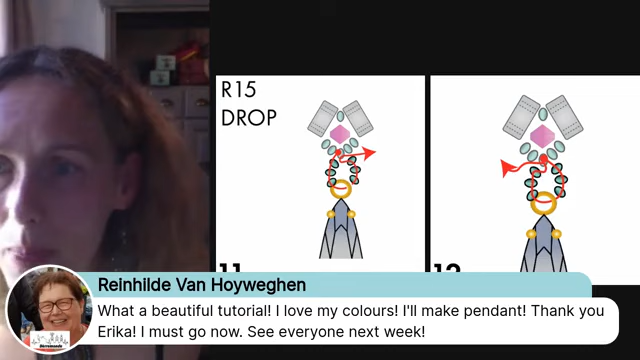 R15
DROP
11
12
Reinhilde Van Hoyweghen
What a beautiful tutorial! I love my colours! I'll make pendant! Thank you
Erika! I must go now. See everyone next week!